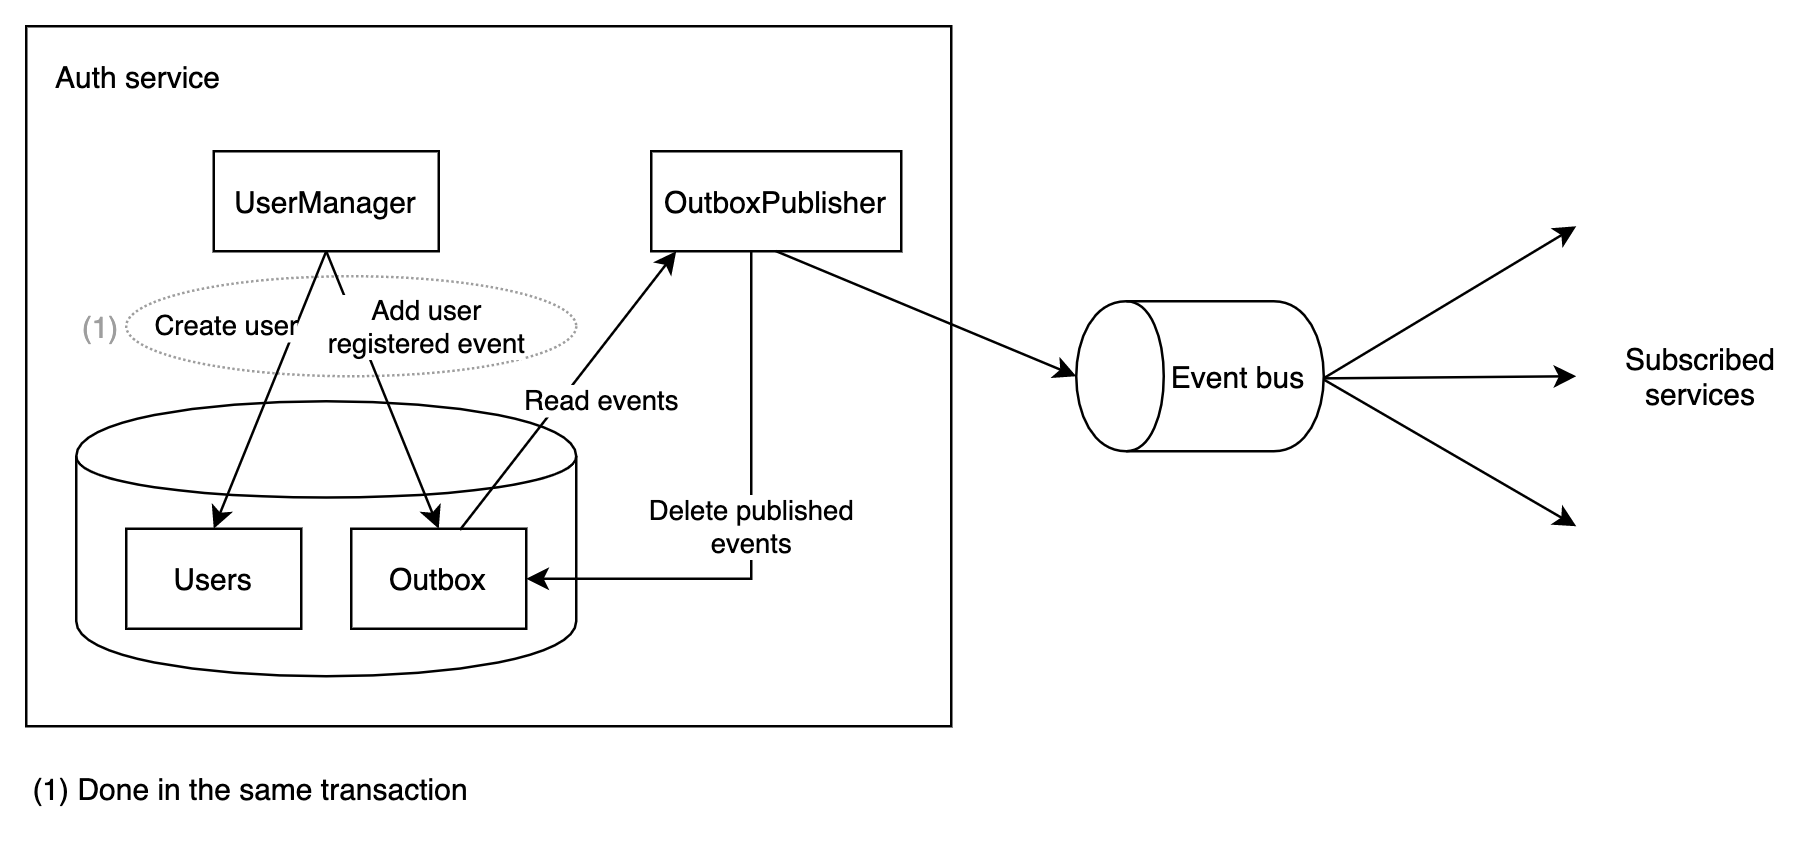 Auth service
UserManager
OutboxPublisher
(1)
Create user
Add user
registered event
Read events
Event bus
Subscribed
services
Delete published
events
Users
Outbox
(1) Done in the same transaction